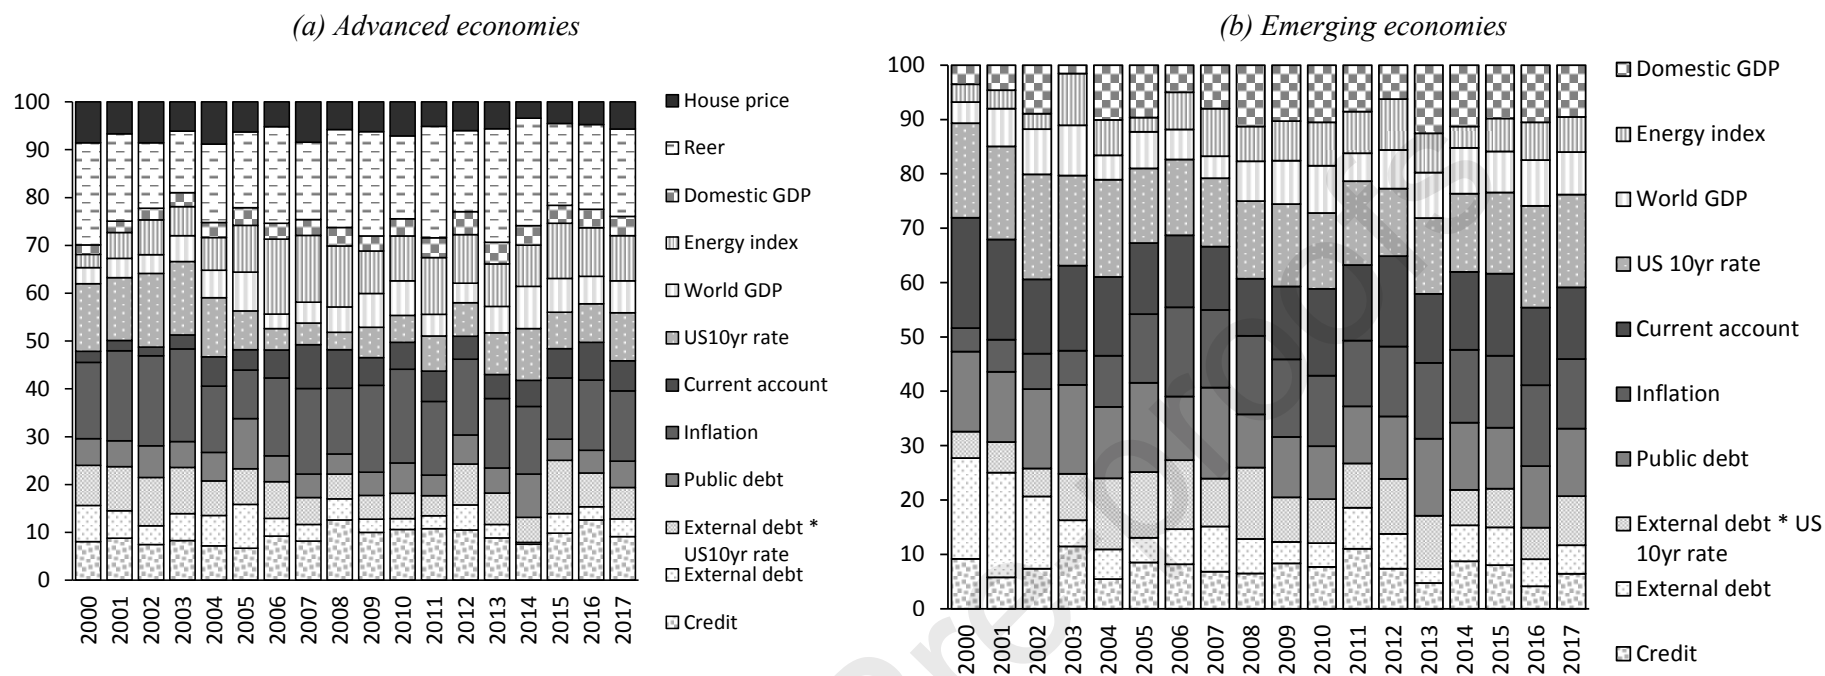 (a) Advanced economies
100
90
80
70
60
50
40
30
20
10
0
2000
2001
2002
2003
2004
2005
2006
2007
2008
2009
2010
2011
2012
2013
2014
2015
2016
2017
House price
Reer
Domestic GDP
Energy index
World GDP
US10yr rate
Current account
Inflation
Public debt
External debt *
US10yr rate
External debt
Credit
(b) Emerging economies
100
90
80
70
60
50
40
30
20
10
0
2000
2001
2002
2003
2004
2005
2006
2007
2008
2009
2010
2011
2012
2013
2014
2015
2016
2017
Domestic GDP
Energy index
World GDP
US 10yr rate
Current account
Inflation
Public debt
External debt * US
10yr rate
External debt
Credit